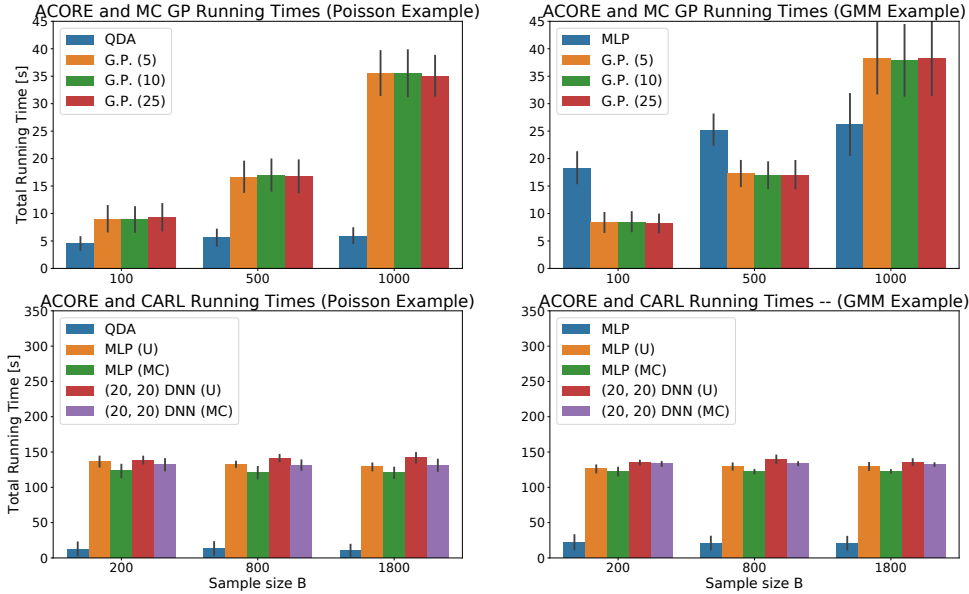 ACORE and MC GP Running Times (Poisson Example)
Total Running Time [s]
45
40
35
30
25
20
15
10
5
0
QDA
G.P. (5)
G.P. (10)
G.P. (25)
100
500
1000
ACORE and MC GP Running Times (GMM Example)
45
40
35
30
25
20
15
10
5
0
MLP
G.P. (5)
G.P. (10)
G.P. (25)
100
500
1000
ACORE and CARL Running Times (Poisson Example)
Total Running Time [s]
350
300
250
200
150
100
50
0
QDA
MLP (U)
MLP (MC)
(20, 20) DNN (U)
(20, 20) DNN (MC)
200
800
1800
Sample size B
ACORE and CARL Running Times -- (GMM Example)
350
300
250
200
150
100
50
0
MLP
MLP (U)
MLP (MC)
(20, 20) DNN (U)
(20, 20) DNN (MC)
200
800
1800
Sample size B